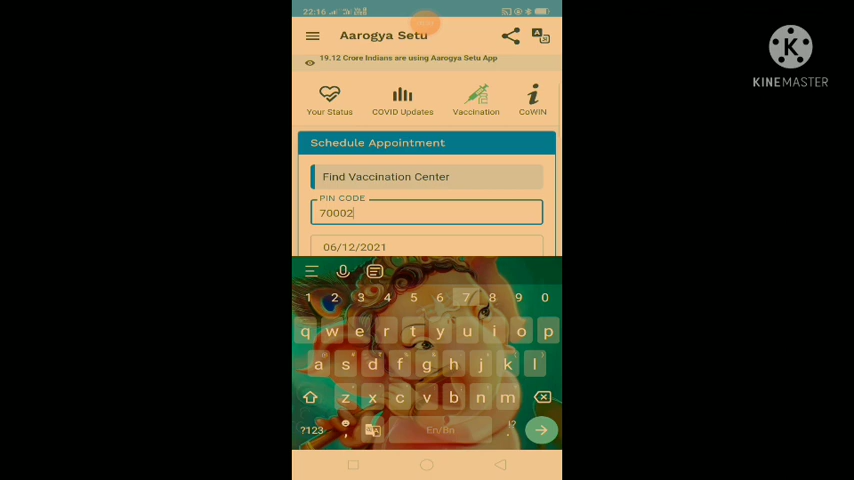 22:16
Aarogya Setu
19.12 Crore Indians are using Aarogya Setu App
Your Status
COVID Updates
Vaccination
CoWIN
Schedule Appointment
Find Vaccination Center
PIN CODE
70002
06/12/2021
1 2 3 4 5 6 7 8 9 0
q w e r t y u i o p
a s d f g h j k l
z x c v b n m
?123 , En/Bn .
K
KINEMASTER